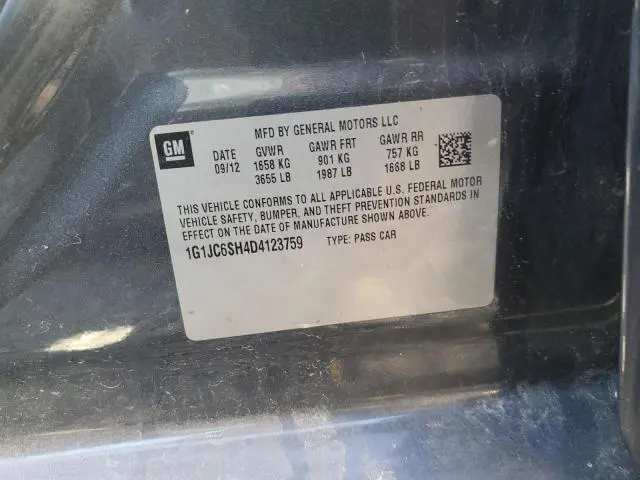 MFD BY GENERAL MOTORS LLC
GM
DATE GVWR GAWR FRT GAWR RR
09/12 1658 KG 901 KG 757 KG
3655 LB 1987 LB 1668 LB
THIS VEHICLE CONFORMS TO ALL APPLICABLE U.S. FEDERAL MOTOR
VEHICLE SAFETY, BUMPER, AND THEFT PREVENTION STANDARDS IN
EFFECT ON THE DATE OF MANUFACTURE SHOWN ABOVE.
1G1JC6SH4D4123759 TYPE: PASS CAR